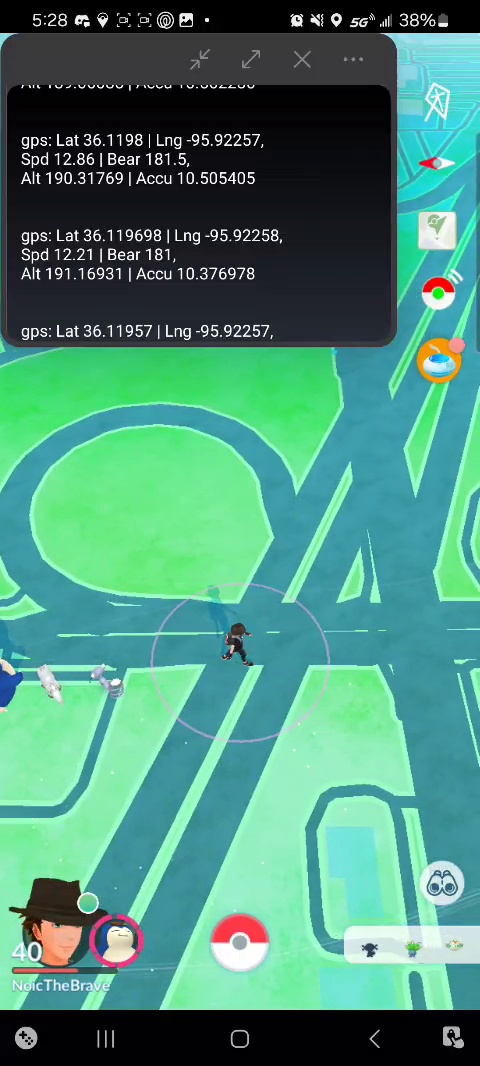 5:28
5G
38%
gps: Lat 36.1198 | Lng -95.92257,
Spd 12.86 | Bear 181.5,
Alt 190.31769 | Accu 10.505405
gps: Lat 36.119698 | Lng -95.92258,
Spd 12.21 | Bear 181,
Alt 191.16931 | Accu 10.376978
gps: Lat 36.11957 | Lng -95.92257,
40
NoicTheBrave